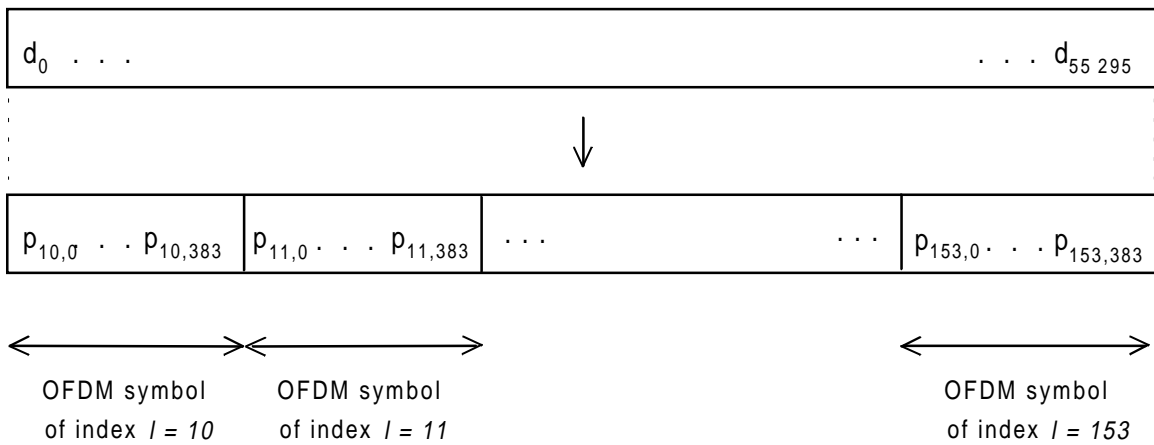 d0 . . . . . . d55 295
p10,0 . . p10,383 p11,0 . . . p11,383 . . . . . . p153,0 . . . p153,383
OFDM symbol OFDM symbol OFDM symbol
of index l = 10 of index l = 11 of index l = 153